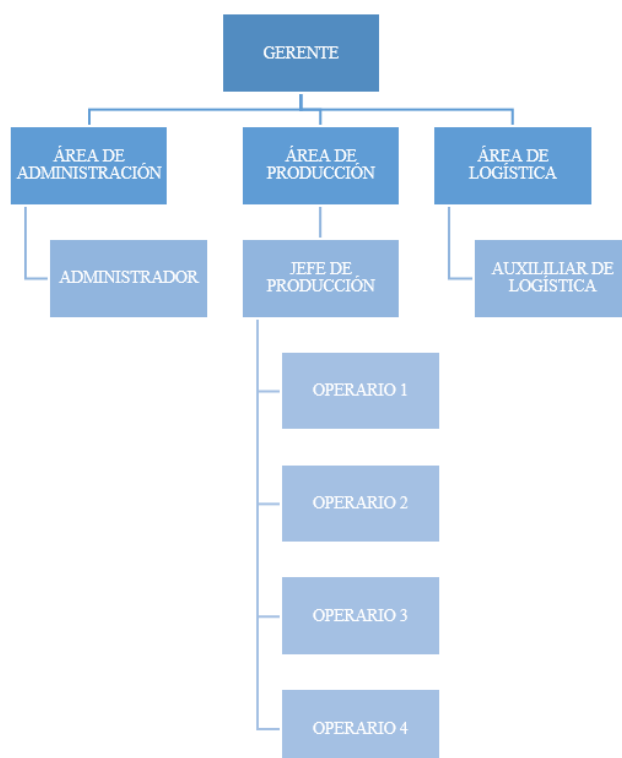 GERENTE
ÁREA DE
ADMINISTRACIÓN
ÁREA DE
PRODUCCIÓN
ÁREA DE
LOGÍSTICA
ADMINISTRADOR
JEFE DE
PRODUCCIÓN
AUXILILIAR DE
LOGÍSTICA
OPERARIO 1
OPERARIO 2
OPERARIO 3
OPERARIO 4